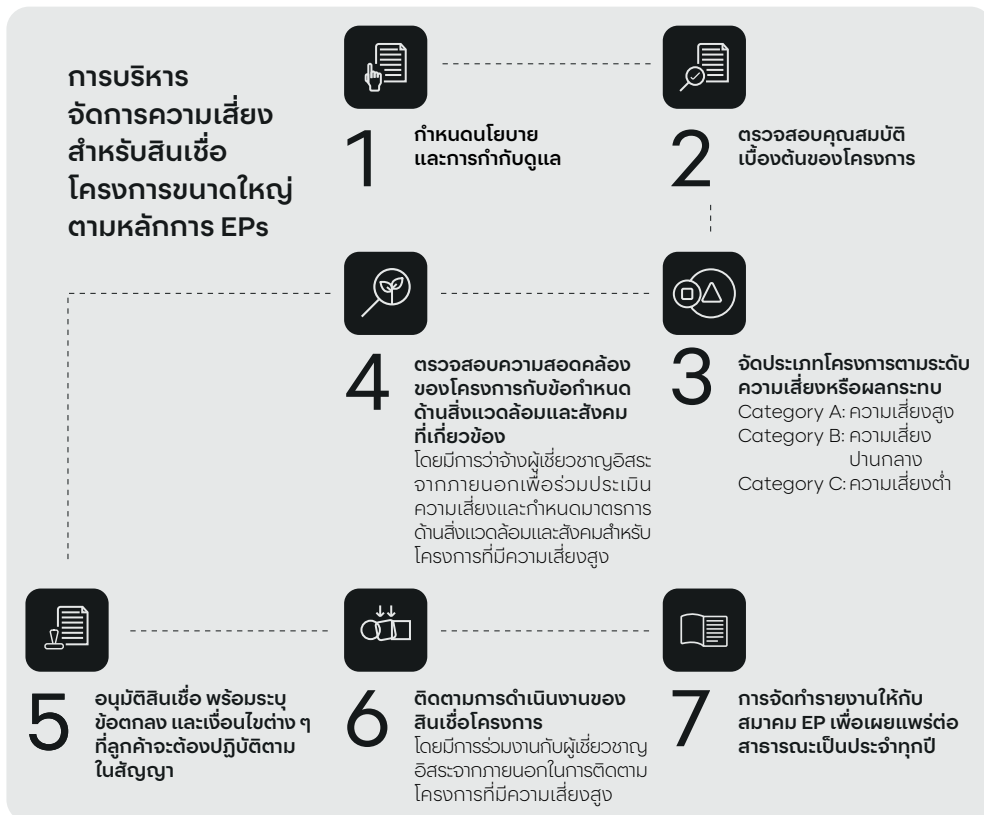 การบริหาร
จัดการความเสี่ยง
สำหรับสินเชื่อ
โครงการขนาดใหญ่
ตามหลักการ EPs
1
กำหนดนโยบาย
และการกำกับดูแล
2
ตรวจสอบคุณสมบัติ
เบื้องต้นของโครงการ
3
จัดประเภทโครงการตามระดับ
ความเสี่ยงหรือผลกระทบ
Category A: ความเสี่ยงสูง
Category B: ความเสี่ยง
ปานกลาง
Category C: ความเสี่ยงต่ำ
4
ตรวจสอบความสอดคล้อง
ของโครงการกับข้อกำหนด
ด้านสิ่งแวดล้อมและสังคม
ที่เกี่ยวข้อง
โดยมีการว่าจ้างผู้เชี่ยวชาญอิสระ
จากภายนอกเพื่อร่วมประเมิน
ความเสี่ยงและกำหนดมาตรการ
ด้านสิ่งแวดล้อมและสังคมสำหรับ
โครงการที่มีความเสี่ยงสูง
5
อนุมัติสินเชื่อ พร้อมระบุ
ข้อตกลง และเงื่อนไขต่าง ๆ
ที่ลูกค้าจะต้องปฏิบัติตาม
ในสัญญา
6
ติดตามการดำเนินงานของ
สินเชื่อโครงการ
โดยมีการร่วมงานกับผู้เชี่ยวชาญ
อิสระจากภายนอกในการติดตาม
โครงการที่มีความเสี่ยงสูง
7
การจัดทำรายงานให้กับ
สมาคม EP เพื่อเผยแพร่ต่อ
สาธารณะเป็นประจำทุกปี